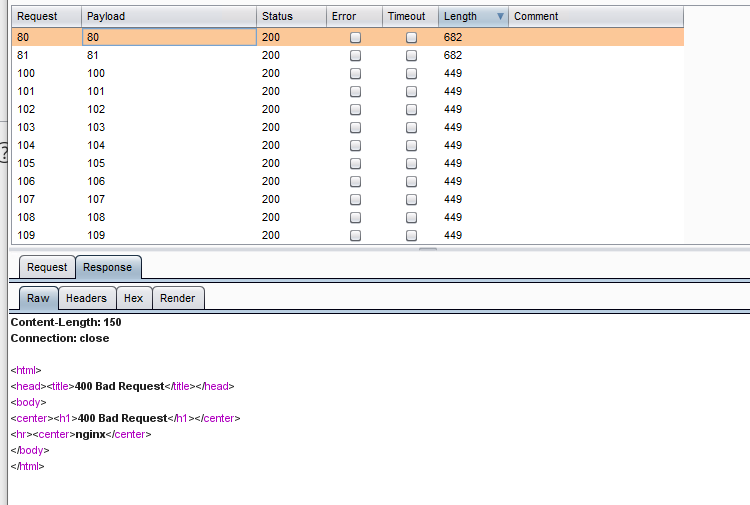 Request Payload Status Error Timeout Length Comment
80 80 200 682
81 81 200 682
100 100 200 449
101 101 200 449
102 102 200 449
103 103 200 449
104 104 200 449
105 105 200 449
106 106 200 449
107 107 200 449
108 108 200 449
109 109 200 449
?
Request Response
Raw Headers Hex Render
Content-Length: 150
Connection: close
<html>
<head><title>400 Bad Request</title></head>
<body>
<center><h1>400 Bad Request</h1></center>
<hr><center>nginx</center>
</body>
</html>